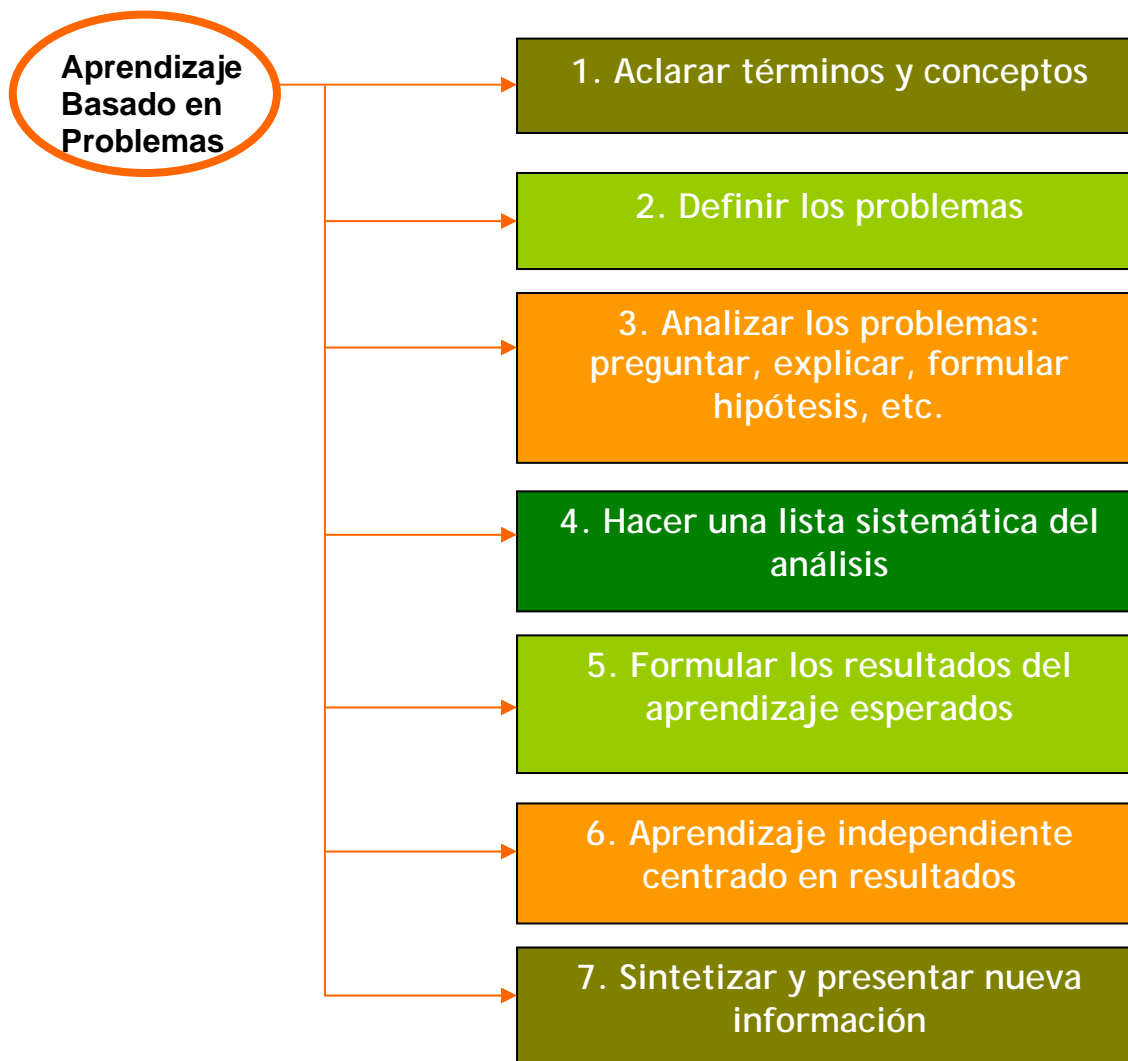 Aprendizaje
Basado en
Problemas
1. Aclarar términos y conceptos
2. Definir los problemas
3. Analizar los problemas:
preguntar, explicar, formular
hipótesis, etc.
4. Hacer una lista sistemática del
análisis
5. Formular los resultados del
aprendizaje esperados
6. Aprendizaje independiente
centrado en resultados
7. Sintetizar y presentar nueva
información